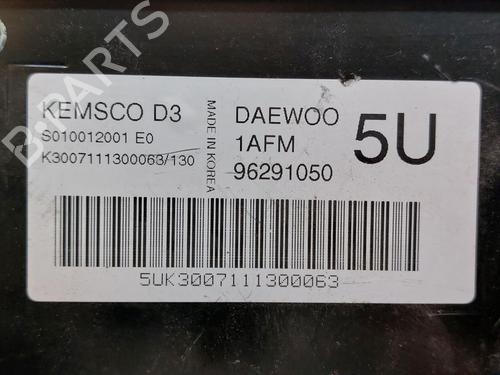 KEMSCO D3
S010012001 E0
K3007111300063/130
MADE IN KOREA
DAEWOO
1AFM
96291050
5U
5UK3007111300063
B-PARTS